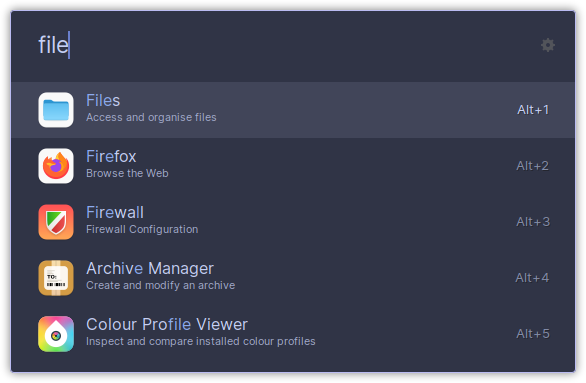 file
Files
Access and organise files
Alt+1
Firefox
Browse the Web
Alt+2
Firewall
Firewall Configuration
Alt+3
TO:
Archive Manager
Create and modify an archive
Alt+4
Colour Profile Viewer
Inspect and compare installed colour profiles
Alt+5